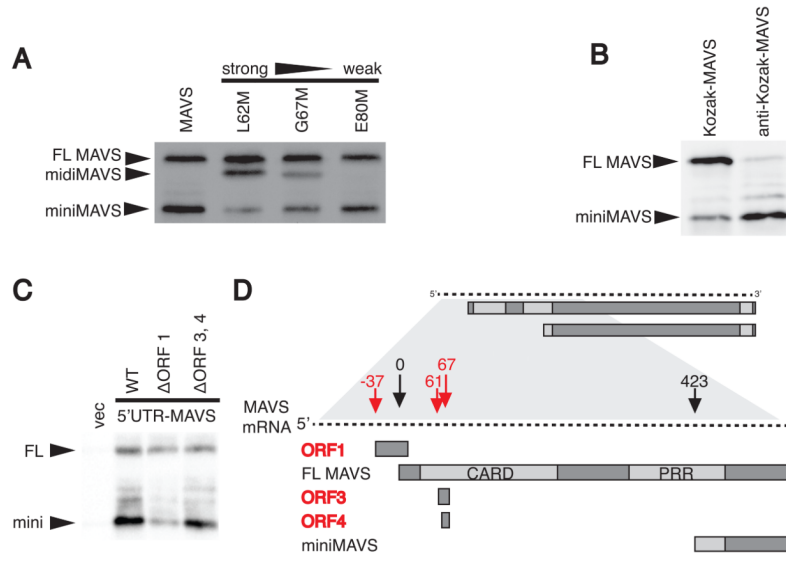 A
strong weak
MAVS
L62M
G67M
E80M
FL MAVS
midiMAVS
miniMAVS
B
Kozak-MAVS
anti-Kozak-MAVS
FL MAVS
miniMAVS
C
vec
WT
ΔORF 1
ΔORF 3, 4
5'UTR-MAVS
FL
mini
D
5' 3'
0 67
-37 61 423
MAVS
mRNA 5'
ORF1
FL MAVS CARD PRR
ORF3
ORF4
miniMAVS